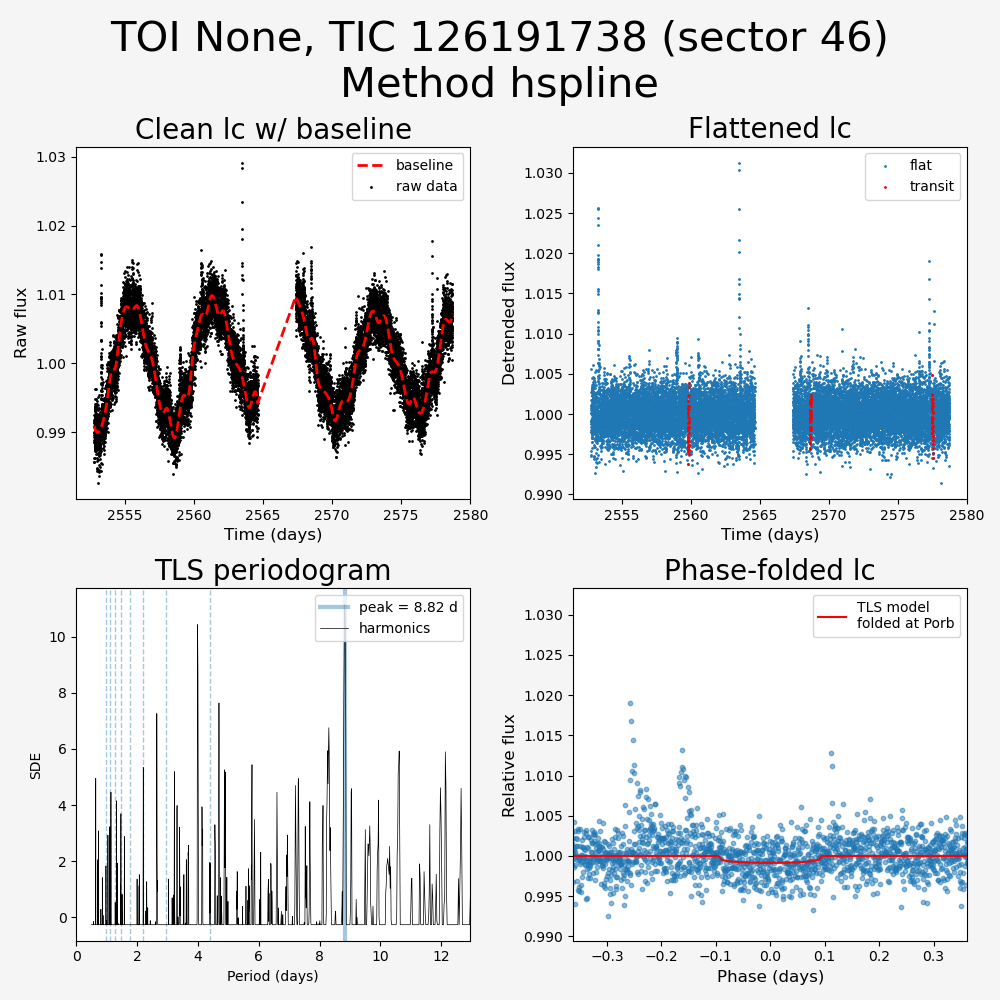 TOI None, TIC 126191738 (sector 46)
Method hspline
Clean lc w/ baseline
Raw flux
1.03
1.02
1.01
1.00
0.99
baseline
raw data
2555
2560
2565
2570
2575
2580
Time (days)
Flattened lc
Detrended flux
1.030
1.025
1.020
1.015
1.010
1.005
1.000
0.995
0.990
flat
transit
2555
2560
2565
2570
2575
2580
Time (days)
TLS periodogram
SDE
10
8
6
4
2
0
peak = 8.82 d
harmonics
0
2
4
6
8
10
12
Period (days)
Phase-folded lc
Relative flux
1.030
1.025
1.020
1.015
1.010
1.005
1.000
0.995
0.990
TLS model
folded at Porb
−0.3
−0.2
−0.1
0.0
0.1
0.2
0.3
Phase (days)